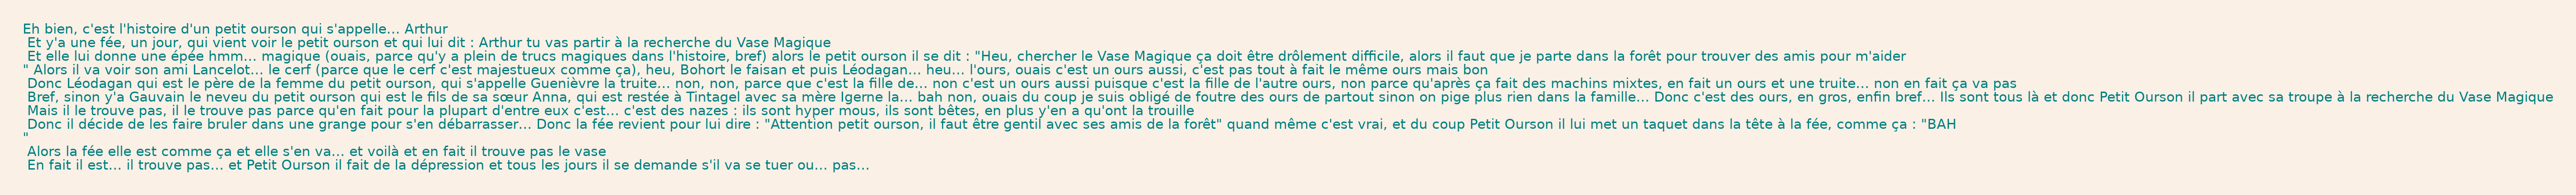 Eh bien, c'est l'histoire d'un petit ourson qui s'appelle... Arthur
Et y'a une fée, un jour, qui vient voir le petit ourson et qui lui dit : Arthur tu vas partir à la recherche du Vase Magique
Et elle lui donne une épée hmm... magique (ouais, parce qu'y a plein de trucs magiques dans l'histoire, bref) alors le petit ourson il se dit : "Heu, chercher le Vase Magique ça doit être drôlement difficile, alors il faut que je parte dans la forêt pour trouver des amis pour m'aider
" Alors il va voir son ami Lancelot... le cerf (parce que le cerf c'est majestueux comme ça), heu, Bohort le faisan et puis Léodagan... heu... l'ours, ouais c'est un ours aussi, c'est pas tout à fait le même ours mais bon
Donc Léodagan qui est le père de la femme du petit ourson, qui s'appelle Guenièvre la truite... non, non, parce que c'est la fille de... non c'est un ours aussi puisque c'est la fille de l'autre ours, non parce qu'après ça fait des machins mixtes, en fait un ours et une truite... non en fait ça va pas
Bref, sinon y'a Gauvain le neveu du petit ourson qui est le fils de sa sœur Anna, qui est restée à Tintagel avec sa mère Igerne la... bah non, ouais du coup je suis obligé de foutre des ours de partout sinon on pige plus rien dans la famille... Donc c'est des ours, en gros, enfin bref... Ils sont tous là et donc Petit Ourson il part avec sa troupe à la recherche du Vase Magique
Mais il le trouve pas, il le trouve pas parce qu'en fait pour la plupart d'entre eux c'est... c'est des nazes : ils sont hyper mous, ils sont bêtes, en plus y'en a qu'ont la trouille
Donc il décide de les faire bruler dans une grange pour s'en débarrasser... Donc la fée revient pour lui dire : "Attention petit ourson, il faut être gentil avec ses amis de la forêt" quand même c'est vrai, et du coup Petit Ourson il lui met un taquet dans la tête à la fée, comme ça : "BAH
"
Alors la fée elle est comme ça et elle s'en va... et voilà et en fait il trouve pas le vase
En fait il est... il trouve pas... et Petit Ourson il fait de la dépression et tous les jours il se demande s'il va se tuer ou... pas...